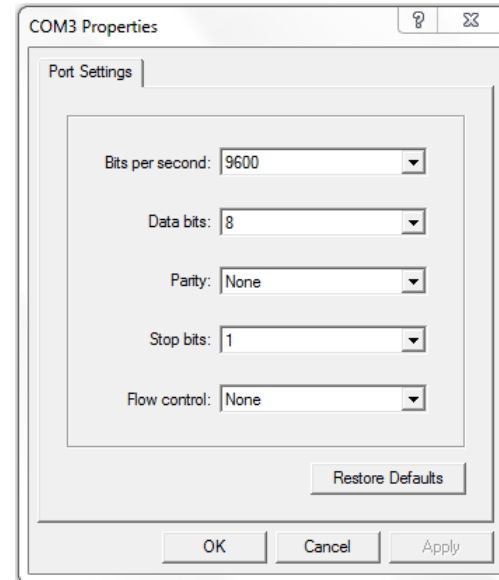 COM3 Properties
Port Settings
Bits per second: 9600
Data bits: 8
Parity: None
Stop bits: 1
Flow control: None
Restore Defaults
OK Cancel Apply